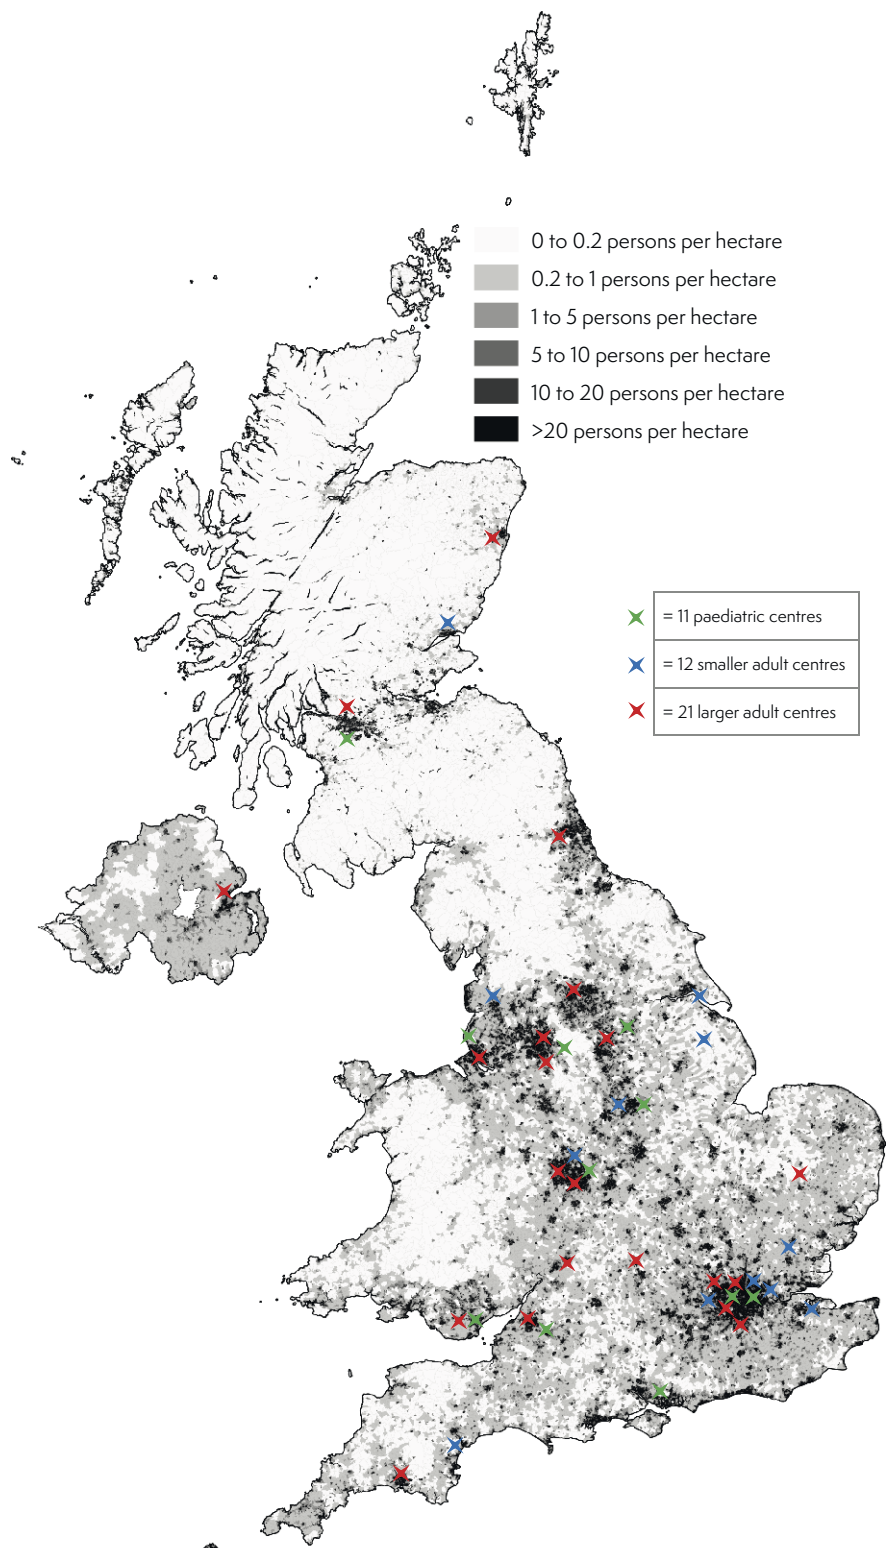 0 to 0.2 persons per hectare
0.2 to 1 persons per hectare
1 to 5 persons per hectare
5 to 10 persons per hectare
10 to 20 persons per hectare
>20 persons per hectare
= 11 paediatric centres
= 12 smaller adult centres
= 21 larger adult centres